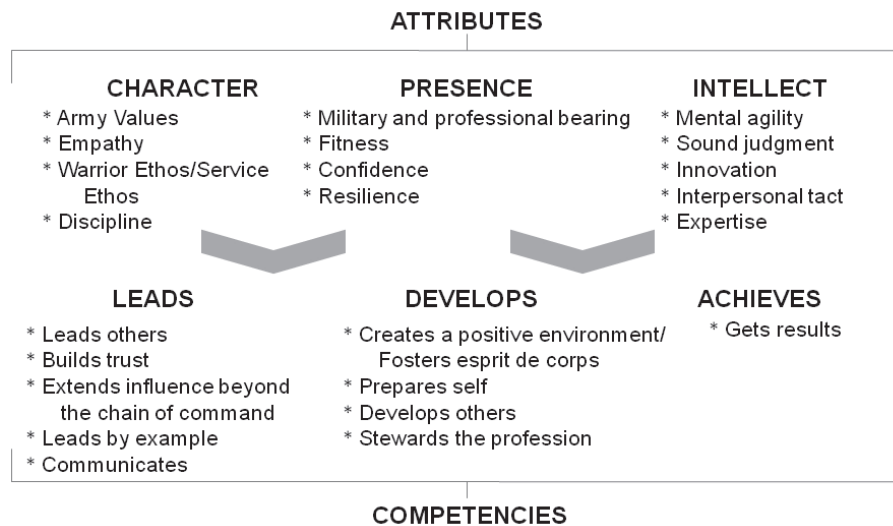 ATTRIBUTES
CHARACTER
* Army Values
* Empathy
* Warrior Ethos/Service
Ethos
* Discipline
PRESENCE
* Military and professional bearing
* Fitness
* Confidence
* Resilience
INTELLECT
* Mental agility
* Sound judgment
* Innovation
* Interpersonal tact
* Expertise
LEADS
* Leads others
* Builds trust
* Extends influence beyond
the chain of command
* Leads by example
* Communicates
DEVELOPS
* Creates a positive environment/
Fosters esprit de corps
* Prepares self
* Develops others
* Stewards the profession
ACHIEVES
* Gets results
COMPETENCIES